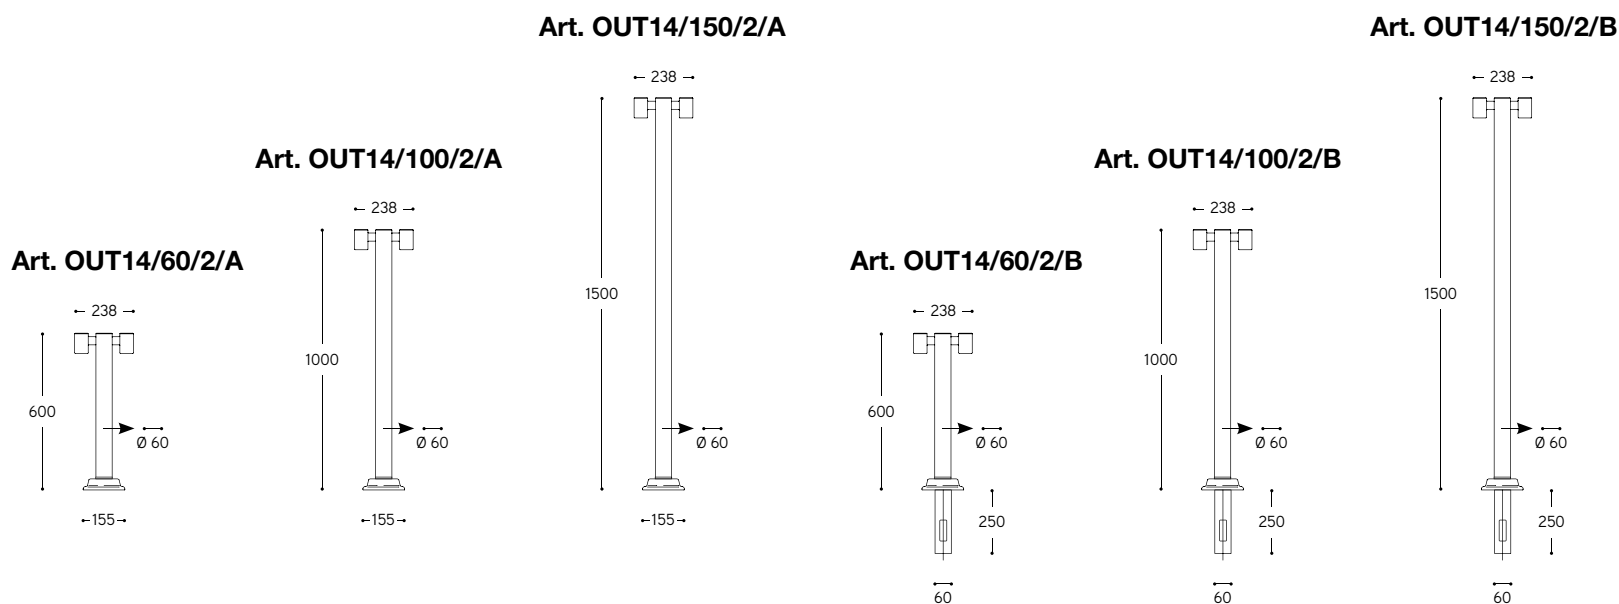 Art. OUT14/60/2/A
238
600
Ø 60
155
Art. OUT14/100/2/A
238
1000
Ø 60
155
Art. OUT14/150/2/A
238
1500
Ø 60
155
Art. OUT14/60/2/B
238
600
Ø 60
250
60
Art. OUT14/100/2/B
238
1000
Ø 60
250
60
Art. OUT14/150/2/B
238
1500
Ø 60
250
60